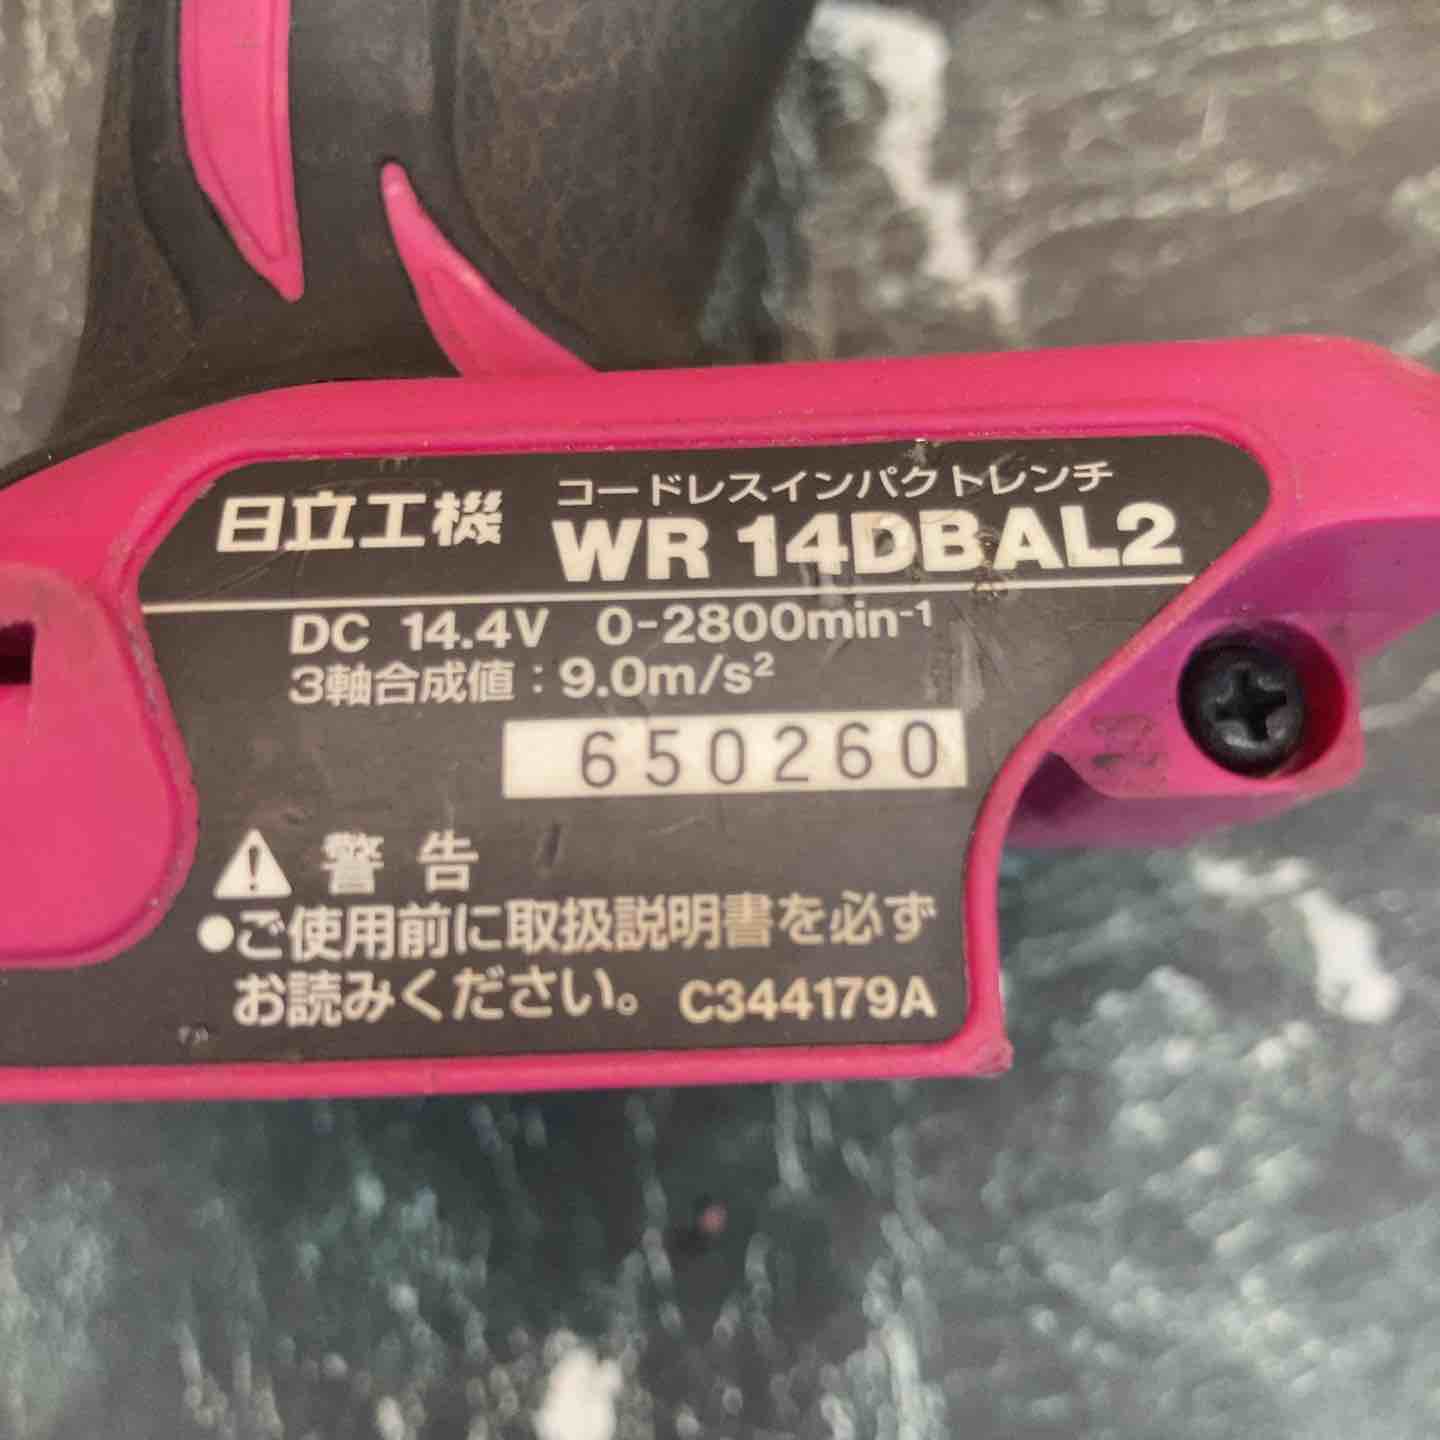 コードレスインパクトレンチ
日立工機 WR 14DBAL2
DC 14.4V 0-2800min⁻¹
3軸合成値：9.0m/s²
650260
⚠ 警告
●ご使用前に取扱説明書を必ず
お読みください。 C344179A